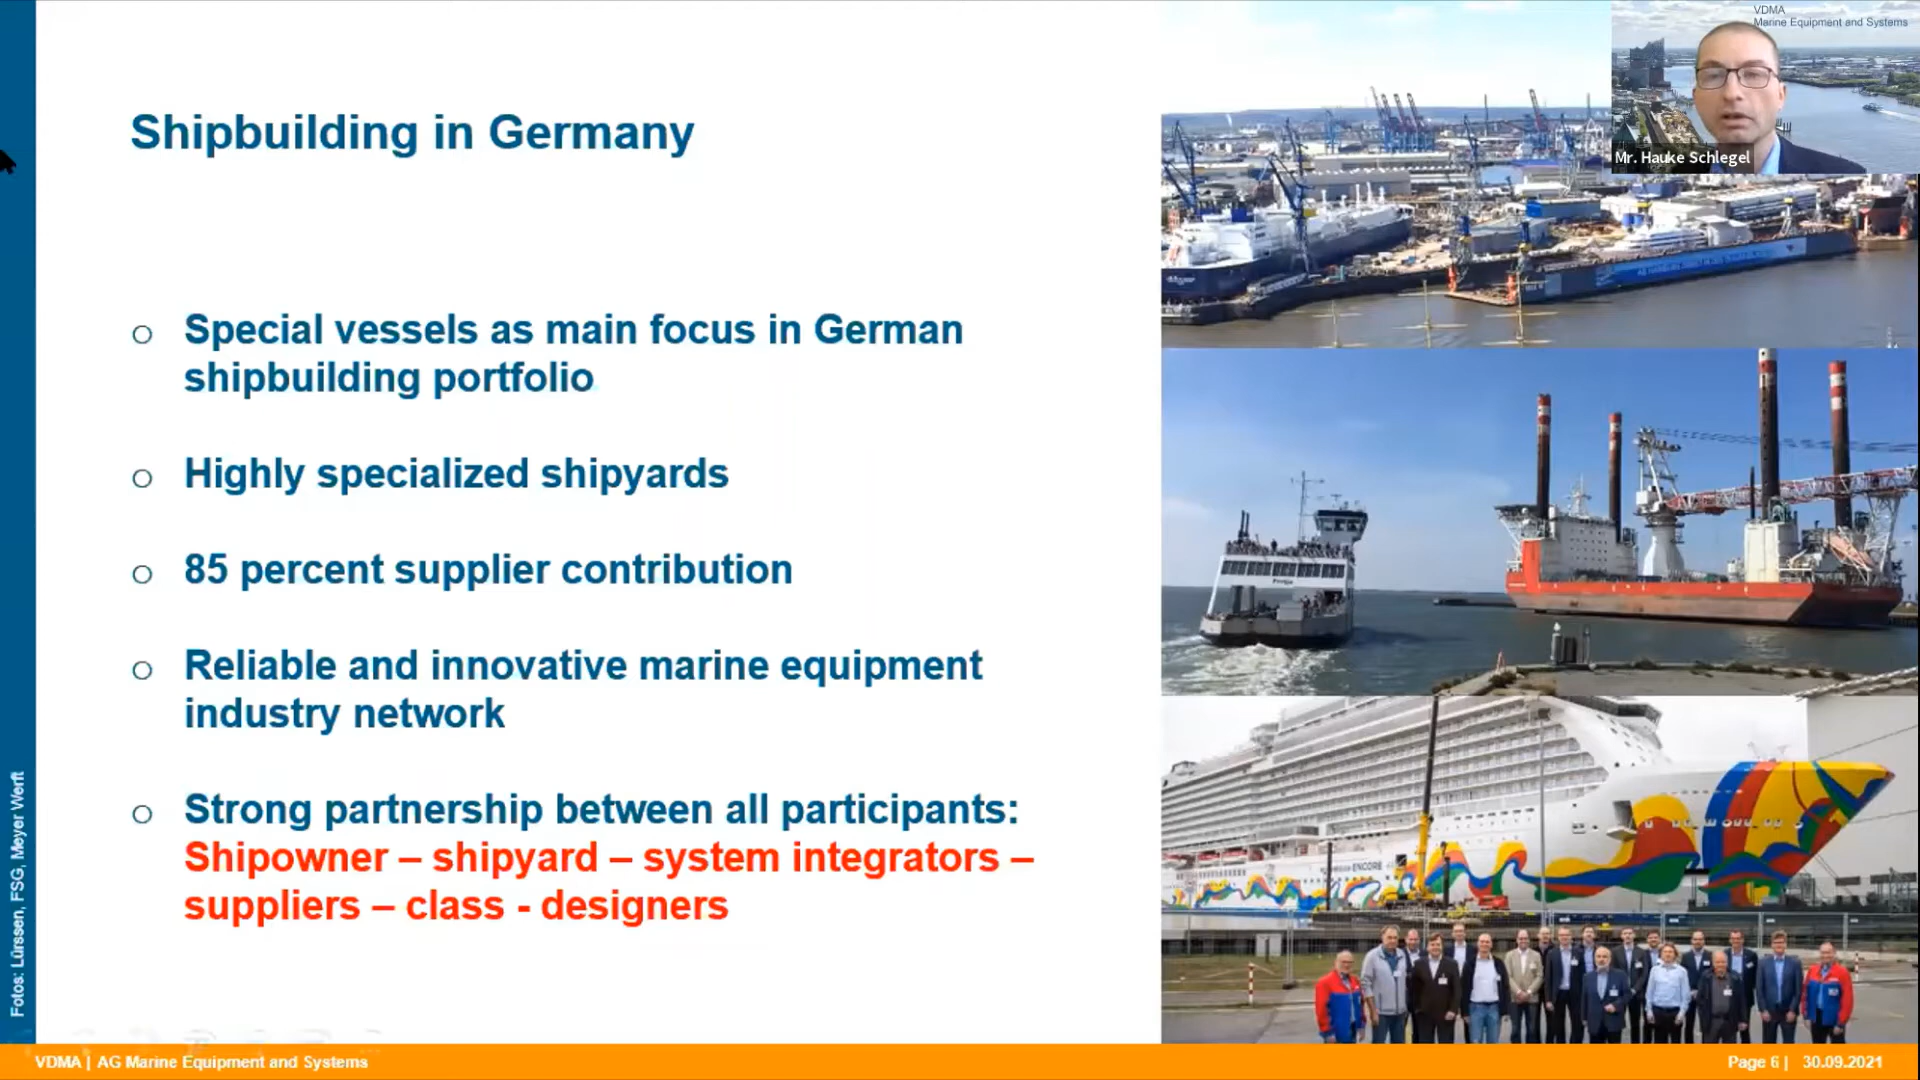 Shipbuilding in Germany
VDMA
Marine Equipment and Systems
Mr. Hauke Schlegel
o Special vessels as main focus in German
shipbuilding portfolio
o Highly specialized shipyards
o 85 percent supplier contribution
o Reliable and innovative marine equipment
industry network
o Strong partnership between all participants:
Shipowner – shipyard – system integrators –
suppliers – class - designers
ENCORE
Fotos: Lürssen, FSG, Meyer Werft
VDMA | AG Marine Equipment and Systems
Page 6 | 30.09.2021